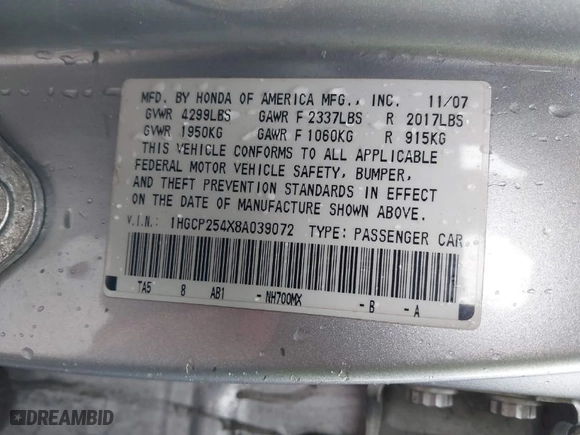 MFD. BY HONDA OF AMERICA MFG., INC. 11/07
GVWR 4299LBS GAWR F 2337LBS R 2017LBS
GVWR 1950KG GAWR F 1060KG R 915KG
THIS VEHICLE CONFORMS TO ALL APPLICABLE
FEDERAL MOTOR VEHICLE SAFETY, BUMPER,
AND THEFT PREVENTION STANDARDS IN EFFECT
ON THE DATE OF MANUFACTURE SHOWN ABOVE.
V.I.N.: 1HGCP254X8A039072 TYPE: PASSENGER CAR
TA5 8 AB1 -NH700MX -B -A
DREAMBID